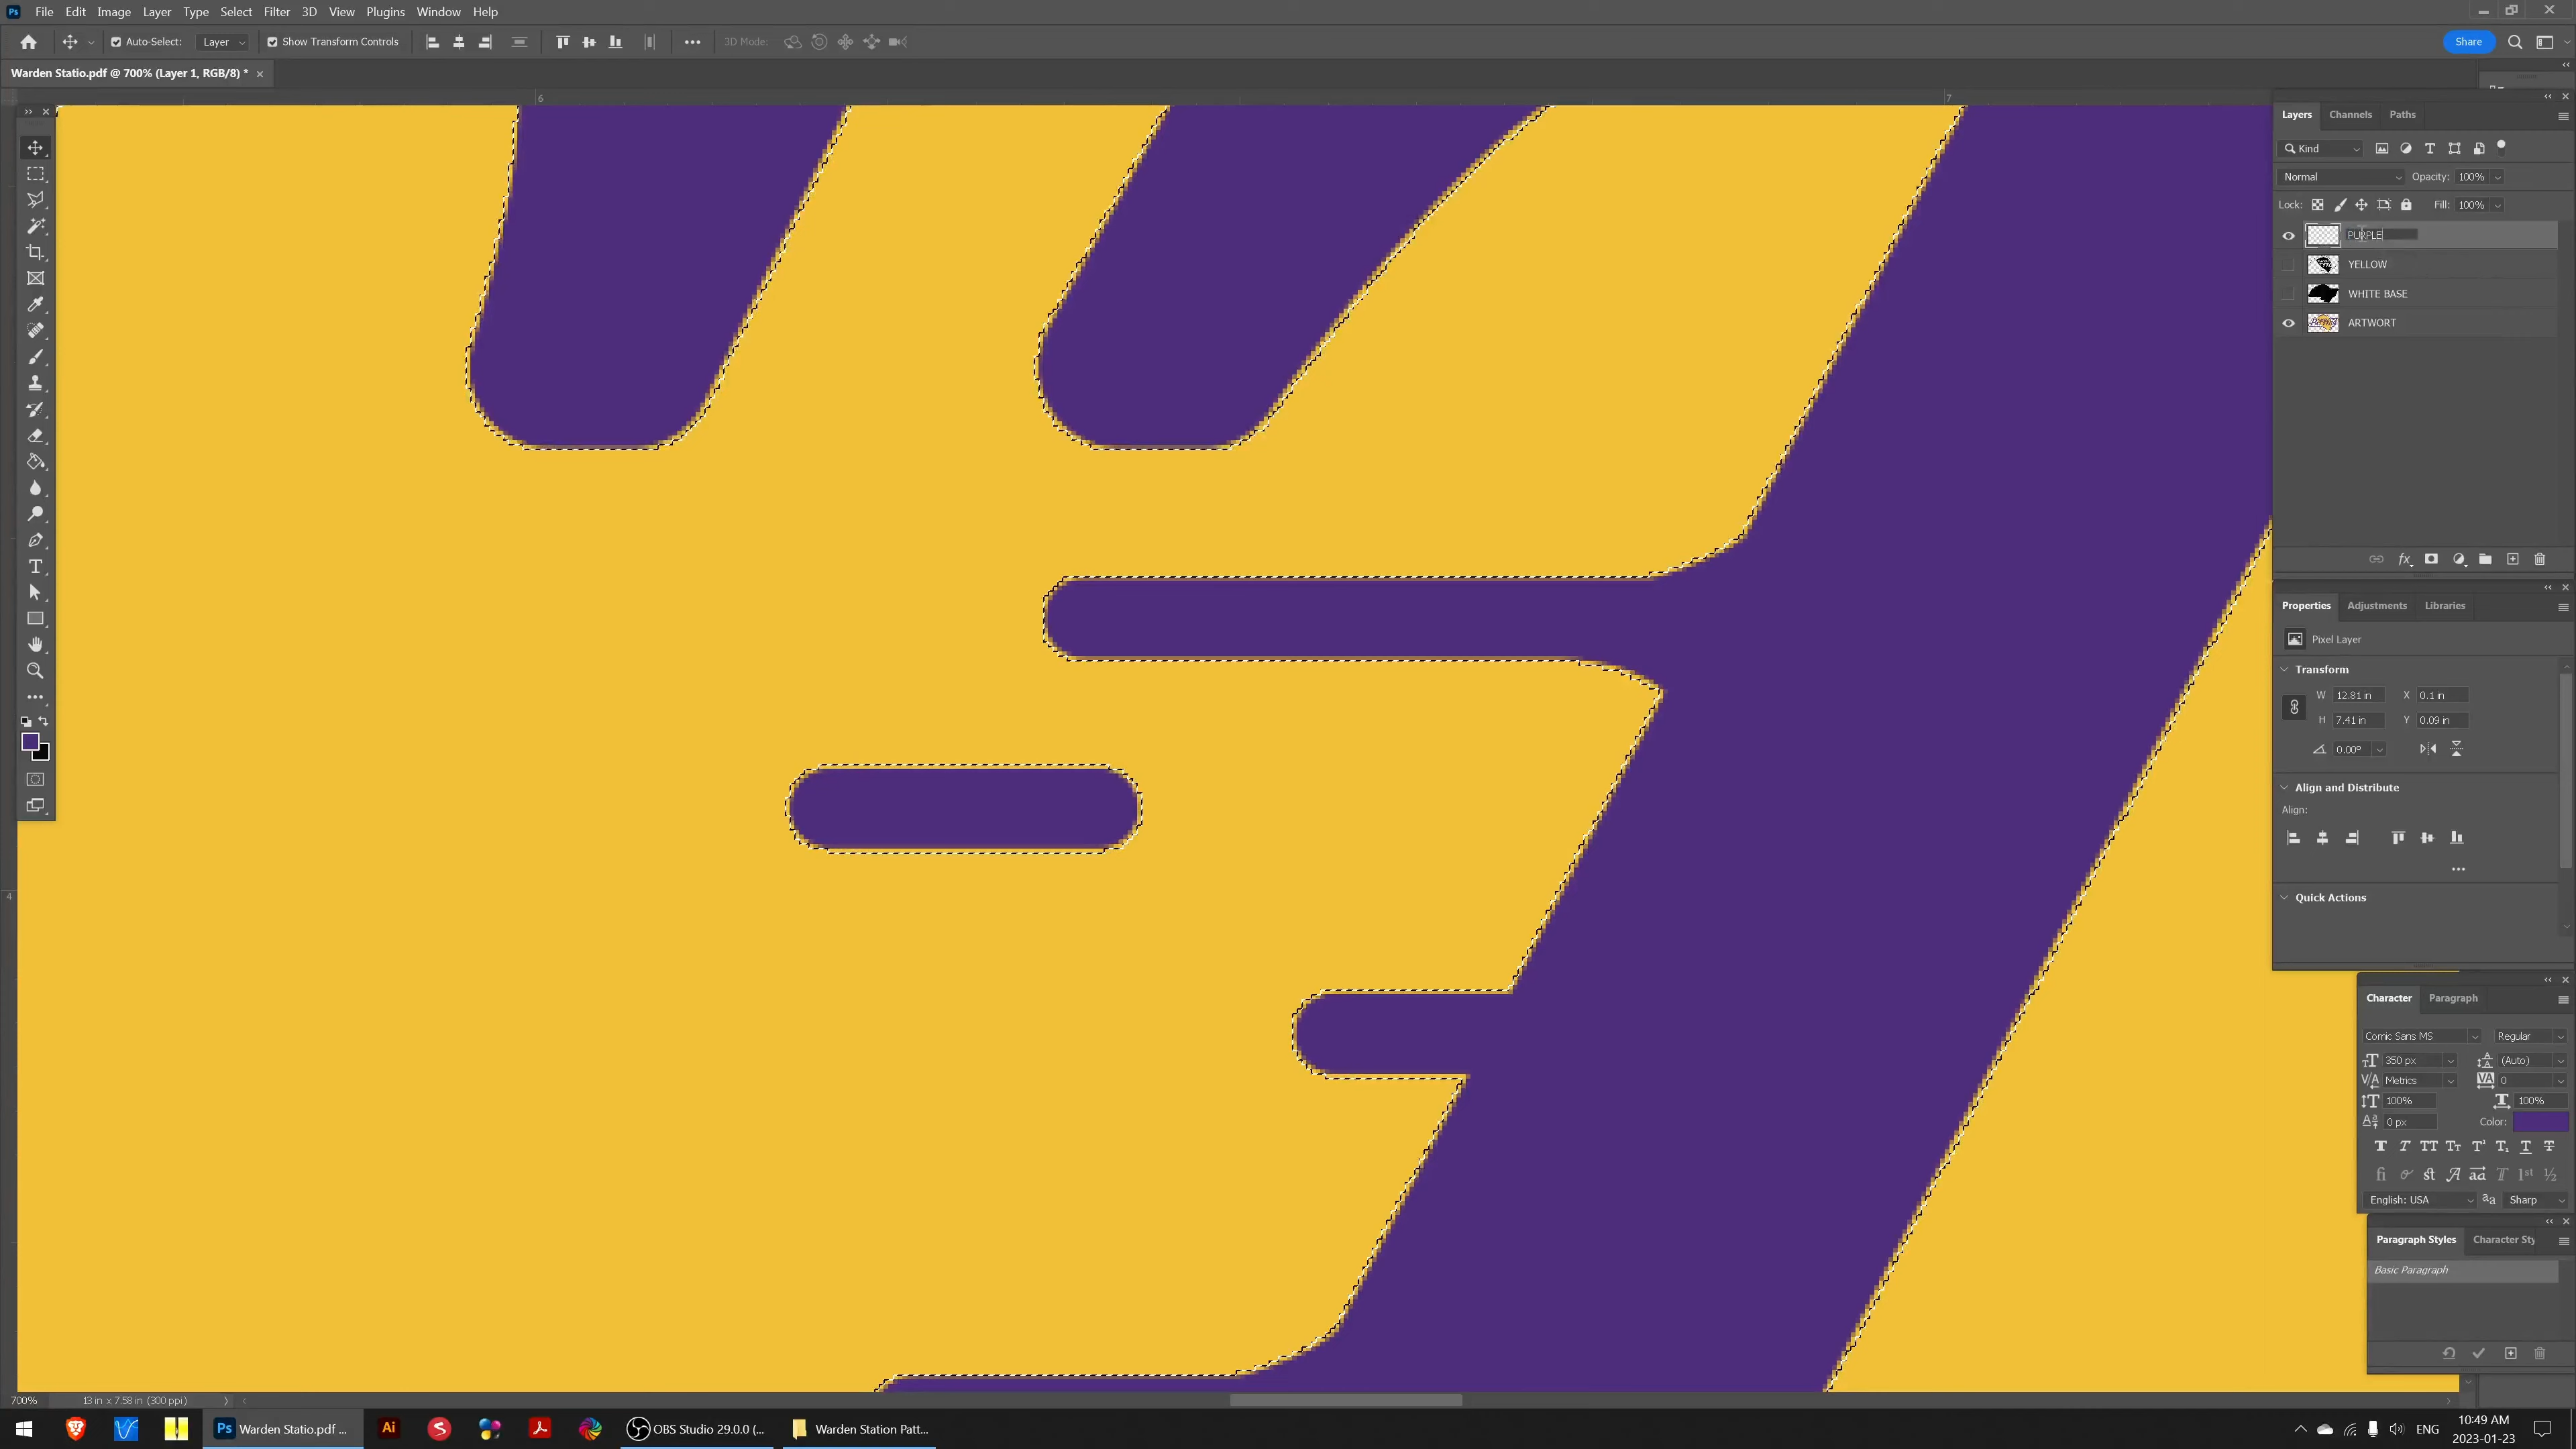 Ps File Edit Image Layer Type Select Filter 3D View Plugins Window Help
Auto-Select: Layer Show Transform Controls 3D Mode: Share
Warden Statio.pdf @ 700% (Layer 1, RGB/8) * ×
6 7
4
Layers Channels Paths
Kind
Normal Opacity: 100%
Lock: Fill: 100%
PURPLE
YELLOW
WHITE BASE
ARTWORT
Properties Adjustments Libraries
Pixel Layer
Transform
W 12.81 in X 0.1 in
H 7.41 in Y 0.09 in
0.00°
Align and Distribute
Align:
Quick Actions
Character Paragraph
Comic Sans MS Regular
350 px (Auto)
Metrics 0
100% 100%
0 px Color:
English: USA Sharp
Paragraph Styles Character Sty
Basic Paragraph
700% 13 in x 7.58 in (300 ppi)
Ps Warden Statio.pdf ... Ai OBS Studio 29.0.0 (... Warden Station Patt...
ENG 10:49 AM
2023-01-23